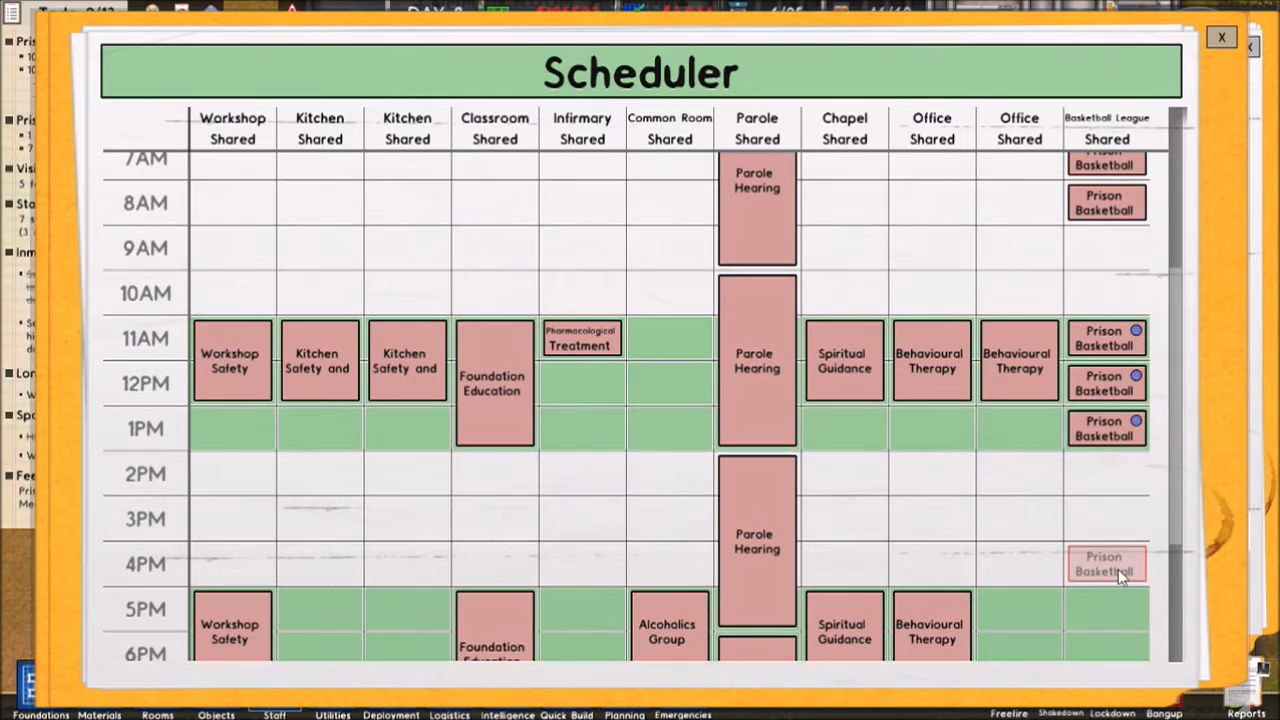 Scheduler
X
Workshop Kitchen Kitchen Classroom Infirmary Common Room Parole Chapel Office Office Basketball League
Shared Shared Shared Shared Shared Shared Shared Shared Shared Shared Shared
7AM
Parole
Hearing
Basketball
8AM
Prison
Basketball
9AM
10AM
11AM
Workshop
Safety
Kitchen
Safety and
Kitchen
Safety and
Foundation
Education
Pharmacological
Treatment
Parole
Hearing
Spiritual
Guidance
Behavioural
Therapy
Behavioural
Therapy
Prison
Basketball
12PM
Prison
Basketball
1PM
Prison
Basketball
2PM
3PM
Parole
Hearing
4PM
Prison
Basketball
5PM
Workshop
Safety
Foundation
Alcoholics
Group
Spiritual
Guidance
Behavioural
Therapy
6PM
Foundations Materials Rooms Objects Staff Utilities Deployment Logistics Intelligence Quick Build Planning Emergencies Freefire Shakedown Lockdown Bangup Reports